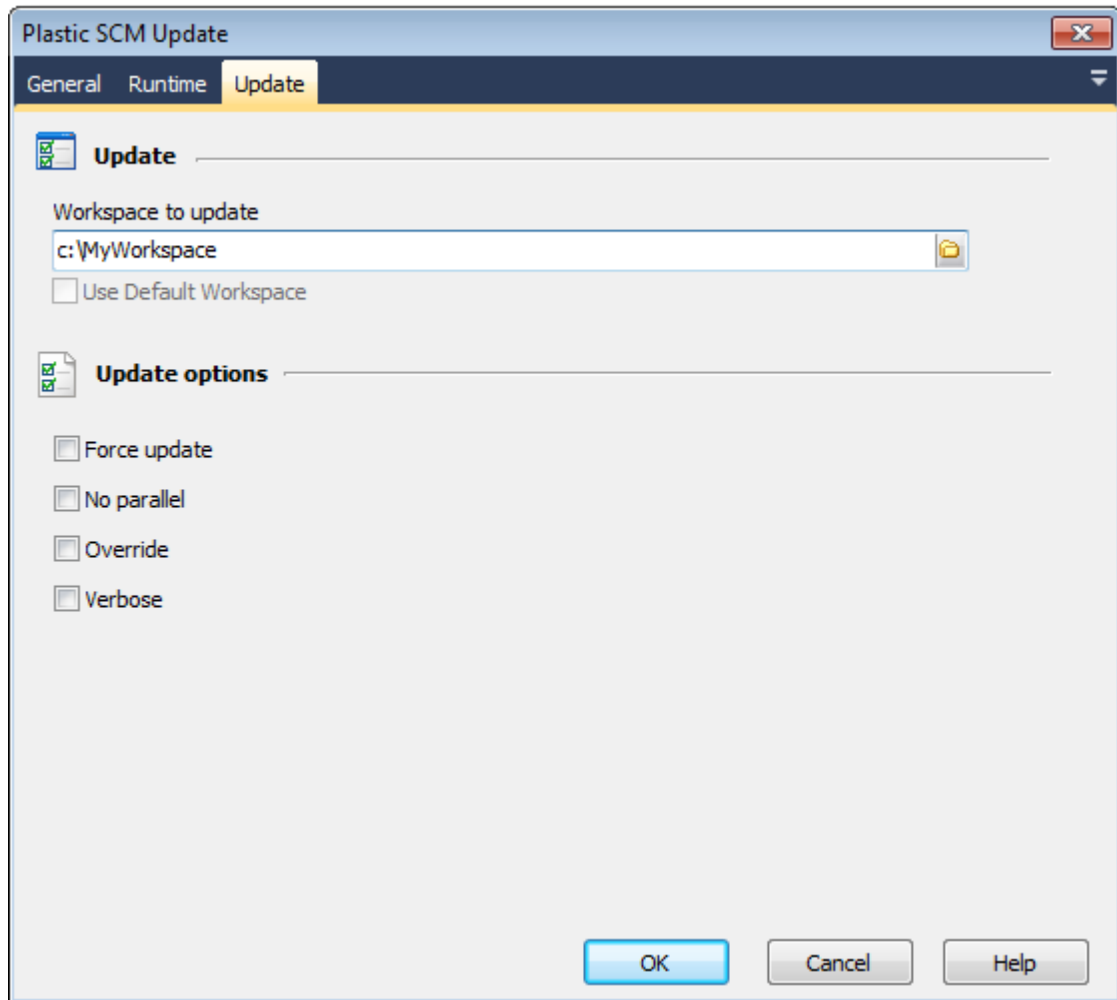 Plastic SCM Update
General Runtime Update
Update
Workspace to update
c:\MyWorkspace
Use Default Workspace
Update options
Force update
No parallel
Override
Verbose
OK Cancel Help